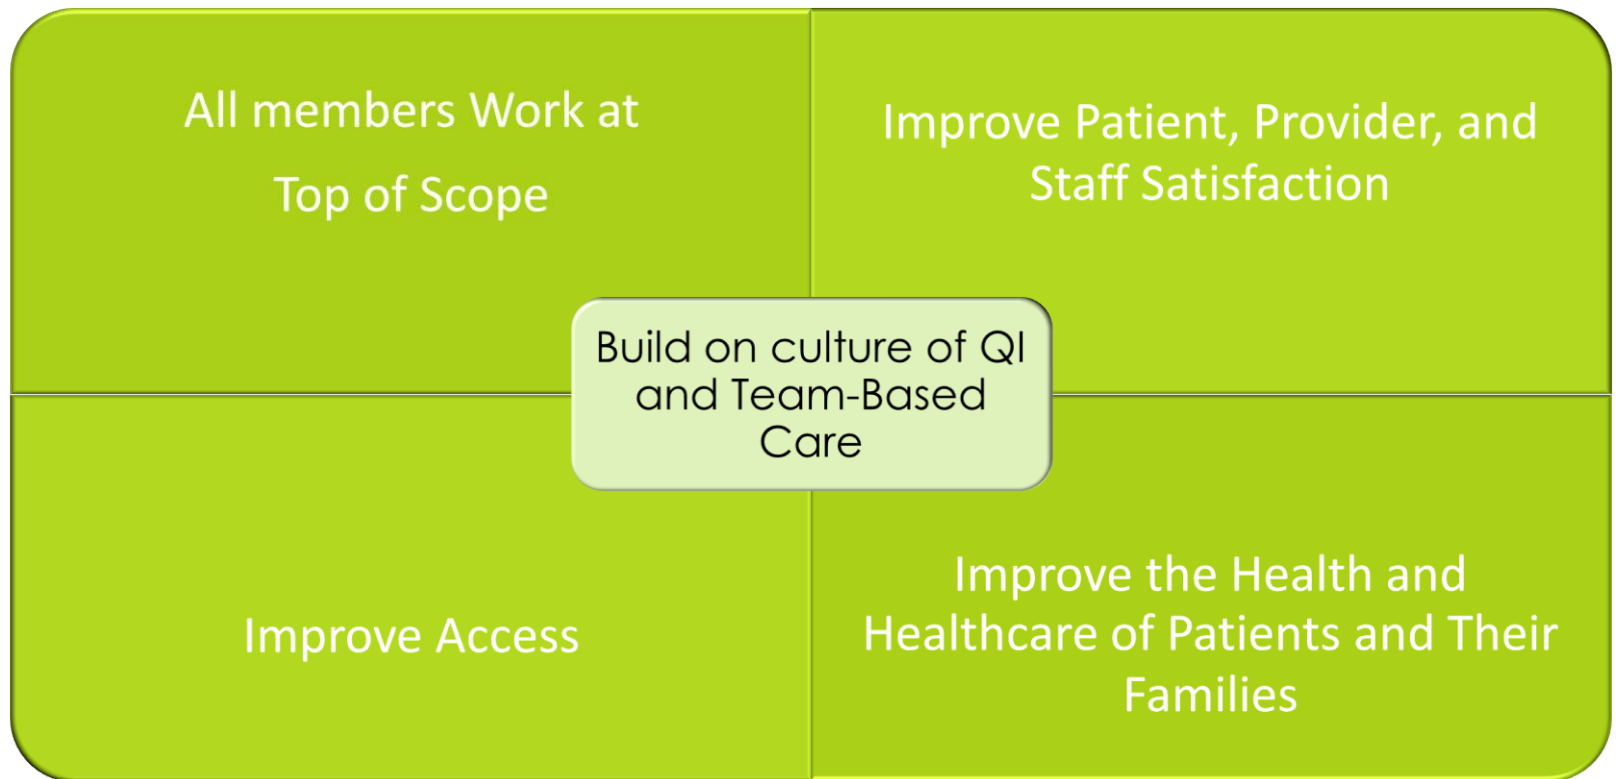 All members Work at
Top of Scope
Improve Patient, Provider, and
Staff Satisfaction
Build on culture of QI
and Team-Based
Care
Improve Access
Improve the Health and
Healthcare of Patients and Their
Families